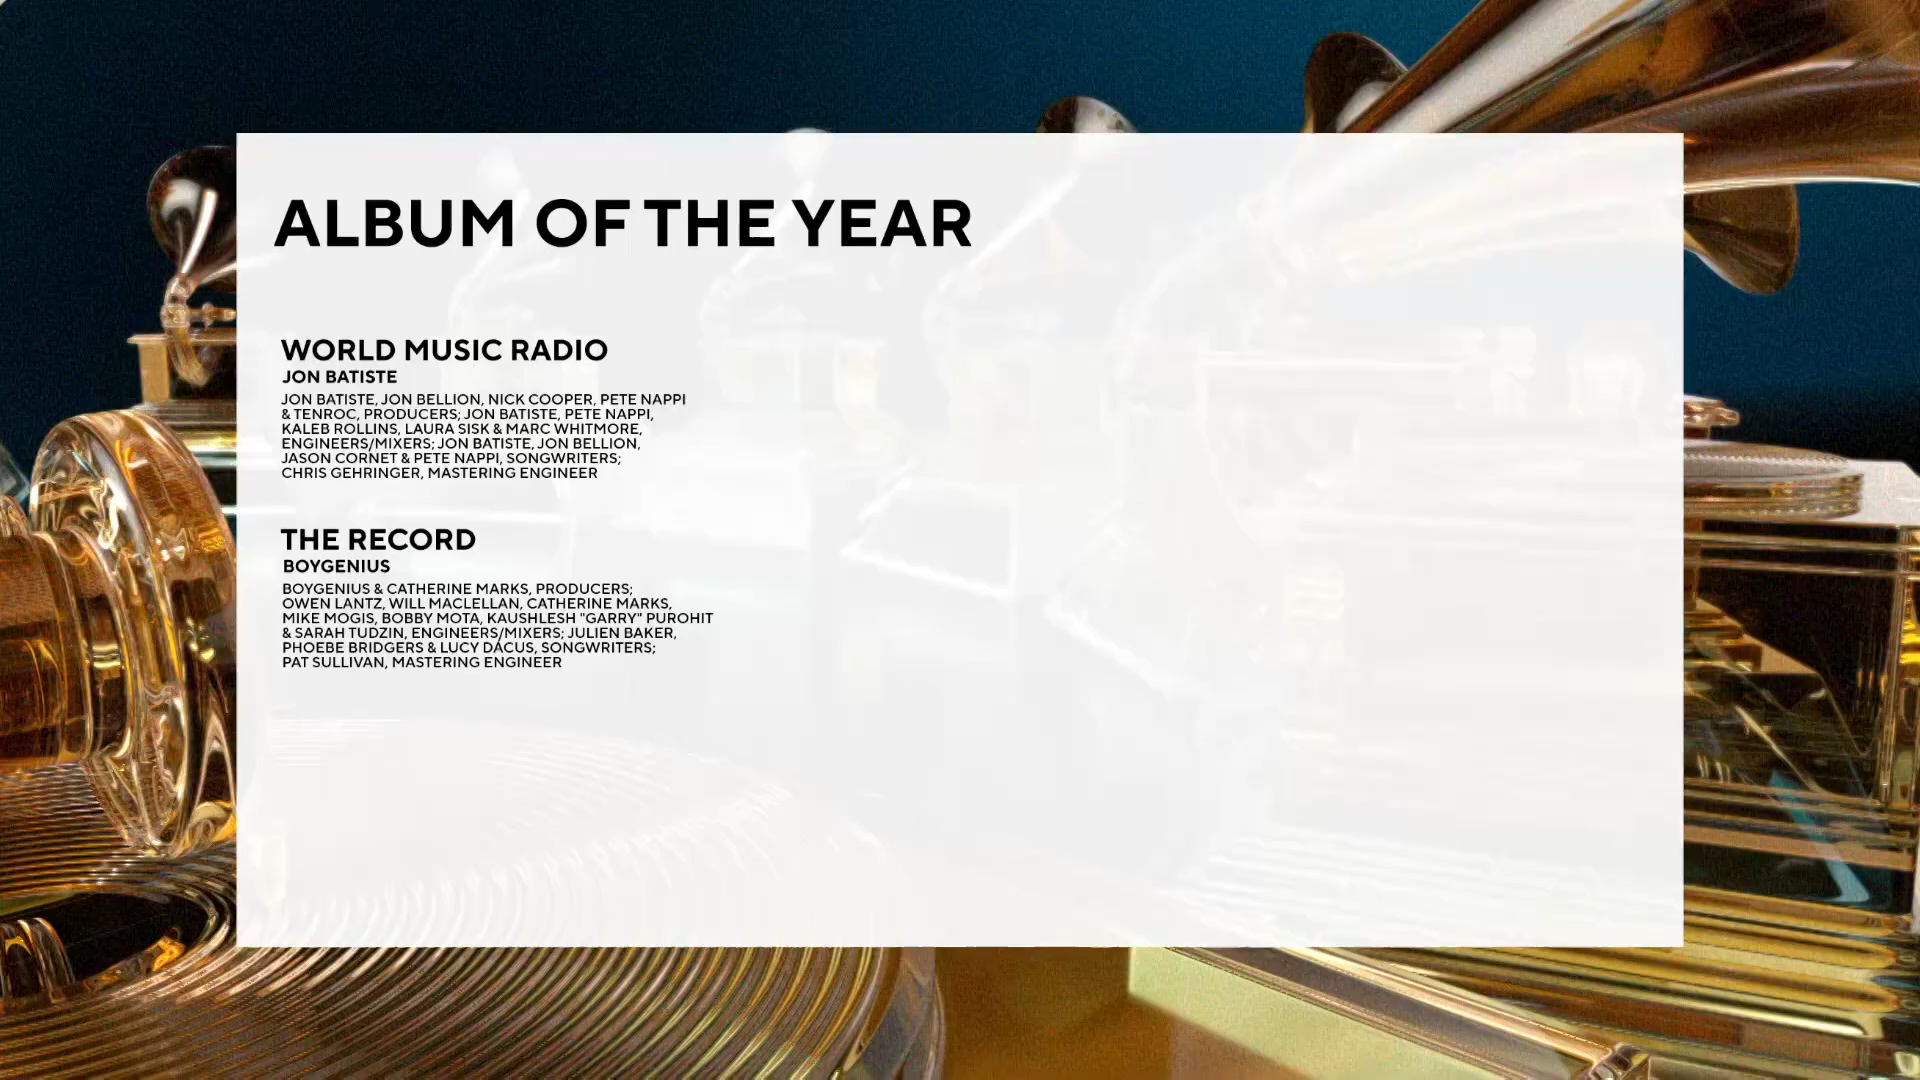 ALBUM OF THE YEAR
WORLD MUSIC RADIO
JON BATISTE
JON BATISTE, JON BELLION, NICK COOPER, PETE NAPPI
& TENROC, PRODUCERS; JON BATISTE, PETE NAPPI,
KALEB ROLLINS, LAURA SISK & MARC WHITMORE,
ENGINEERS/MIXERS; JON BATISTE, JON BELLION,
JASON CORNET & PETE NAPPI, SONGWRITERS;
CHRIS GEHRINGER, MASTERING ENGINEER
THE RECORD
BOYGENIUS
BOYGENIUS & CATHERINE MARKS, PRODUCERS;
OWEN LANTZ, WILL MACLELLAN, CATHERINE MARKS,
MIKE MOGIS, BOBBY MOTA, KAUSHLESH "GARRY" PUROHIT
& SARAH TUDZIN, ENGINEERS/MIXERS; JULIEN BAKER,
PHOEBE BRIDGERS & LUCY DACUS, SONGWRITERS;
PAT SULLIVAN, MASTERING ENGINEER